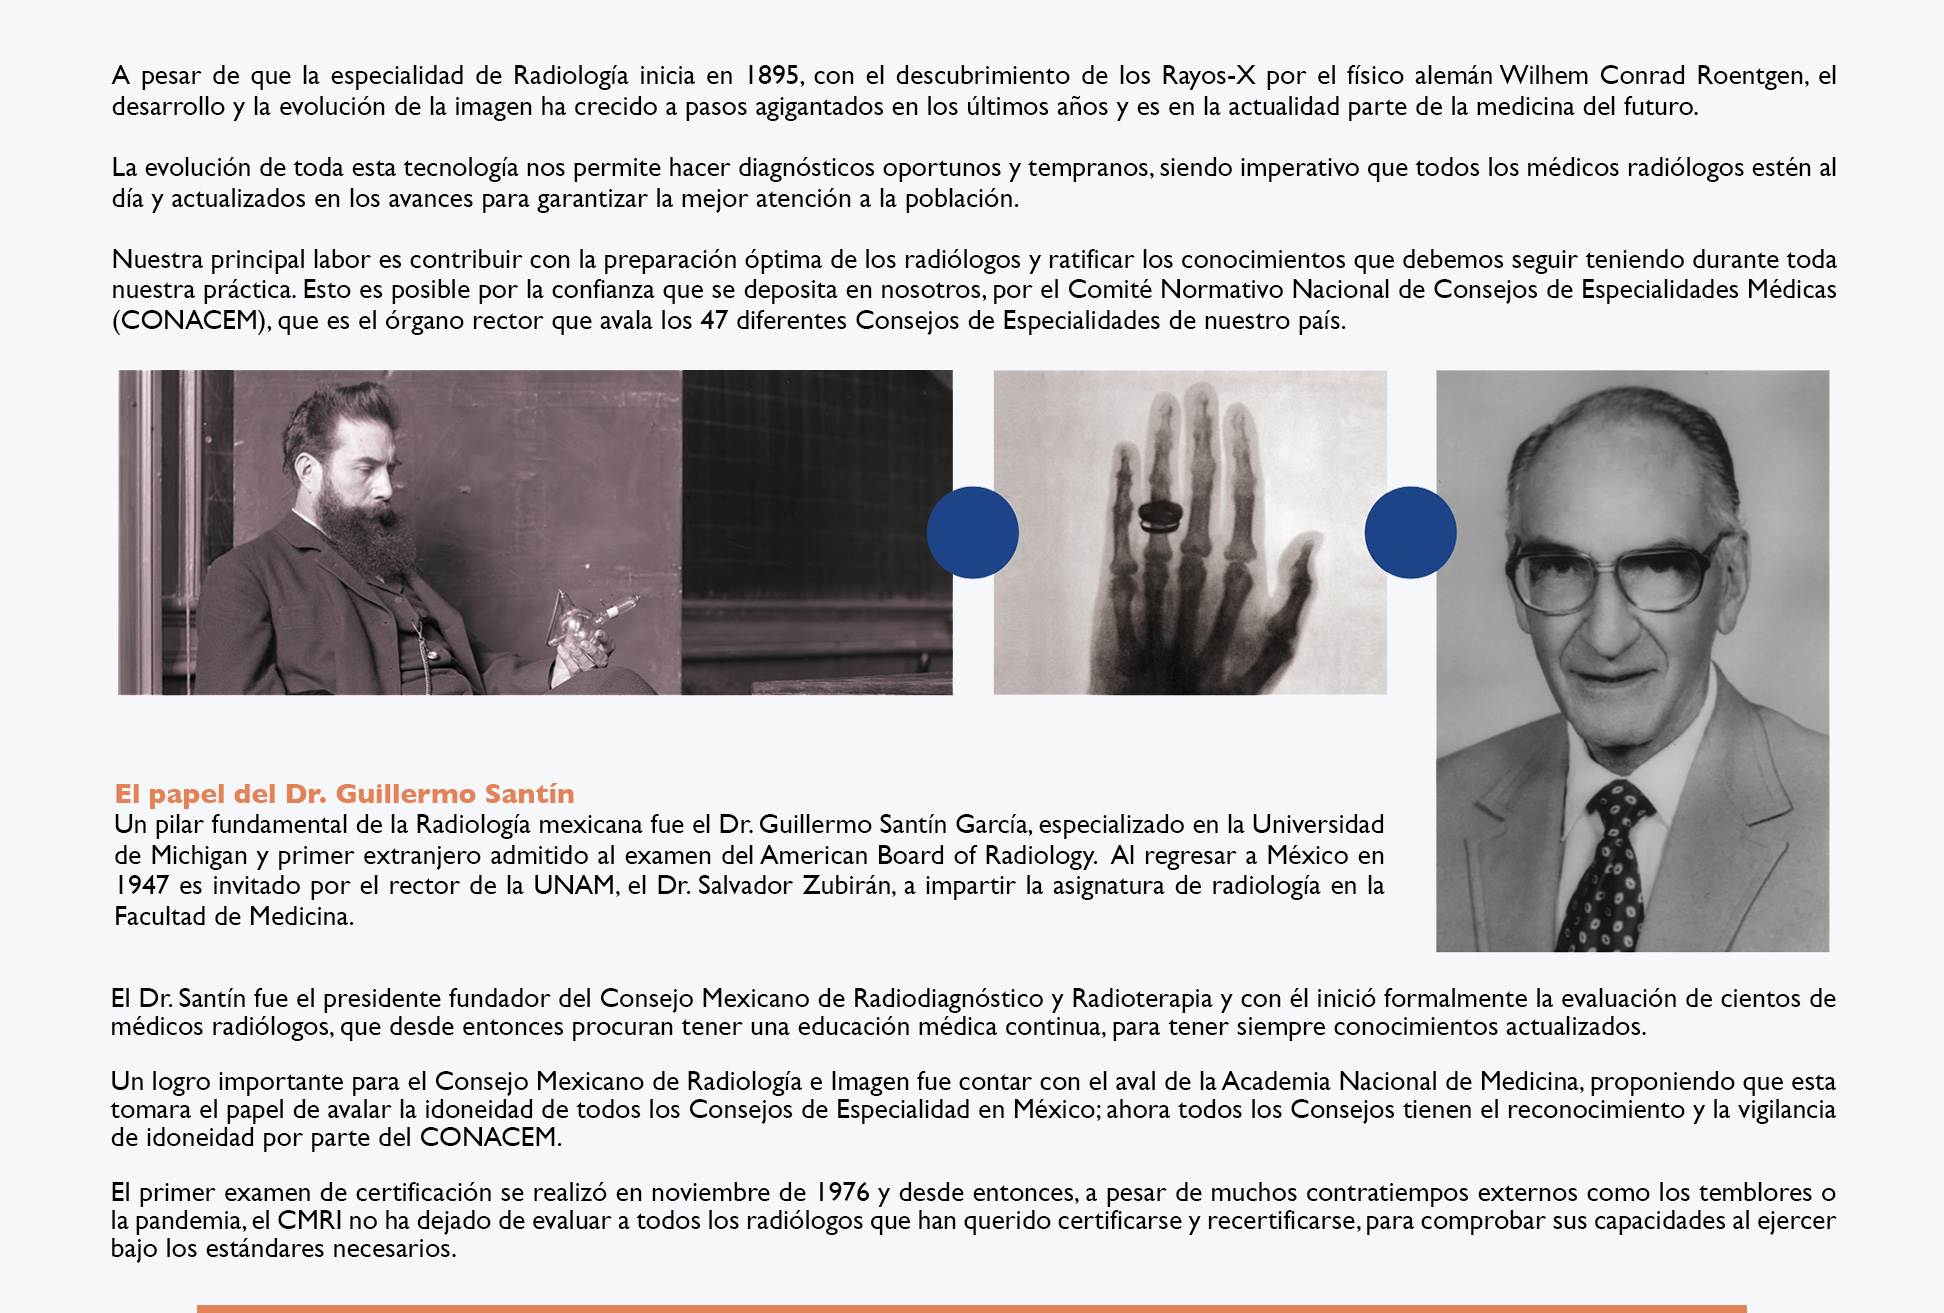 A pesar de que la especialidad de Radiología inicia en 1895, con el descubrimiento de los Rayos-X por el físico alemán Wilhem Conrad Roentgen, el
desarrollo y la evolución de la imagen ha crecido a pasos agigantados en los últimos años y es en la actualidad parte de la medicina del futuro.
La evolución de toda esta tecnología nos permite hacer diagnósticos oportunos y tempranos, siendo imperativo que todos los médicos radiólogos estén al
día y actualizados en los avances para garantizar la mejor atención a la población.
Nuestra principal labor es contribuir con la preparación óptima de los radiólogos y ratificar los conocimientos que debemos seguir teniendo durante toda
nuestra práctica. Esto es posible por la confianza que se deposita en nosotros, por el Comité Normativo Nacional de Consejos de Especialidades Médicas
(CONACEM), que es el órgano rector que avala los 47 diferentes Consejos de Especialidades de nuestro país.
El papel del Dr. Guillermo Santín
Un pilar fundamental de la Radiología mexicana fue el Dr. Guillermo Santín García, especializado en la Universidad
de Michigan y primer extranjero admitido al examen del American Board of Radiology. Al regresar a México en
1947 es invitado por el rector de la UNAM, el Dr. Salvador Zubirán, a impartir la asignatura de radiología en la
Facultad de Medicina.
El Dr. Santín fue el presidente fundador del Consejo Mexicano de Radiodiagnóstico y Radioterapia y con él inició formalmente la evaluación de cientos de
médicos radiólogos, que desde entonces procuran tener una educación médica continua, para tener siempre conocimientos actualizados.
Un logro importante para el Consejo Mexicano de Radiología e Imagen fue contar con el aval de la Academia Nacional de Medicina, proponiendo que esta
tomara el papel de avalar la idoneidad de todos los Consejos de Especialidad en México; ahora todos los Consejos tienen el reconocimiento y la vigilancia
de idoneidad por parte del CONACEM.
El primer examen de certificación se realizó en noviembre de 1976 y desde entonces, a pesar de muchos contratiempos externos como los temblores o
la pandemia, el CMRI no ha dejado de evaluar a todos los radiólogos que han querido certificarse y recertificarse, para comprobar sus capacidades al ejercer
bajo los estándares necesarios.